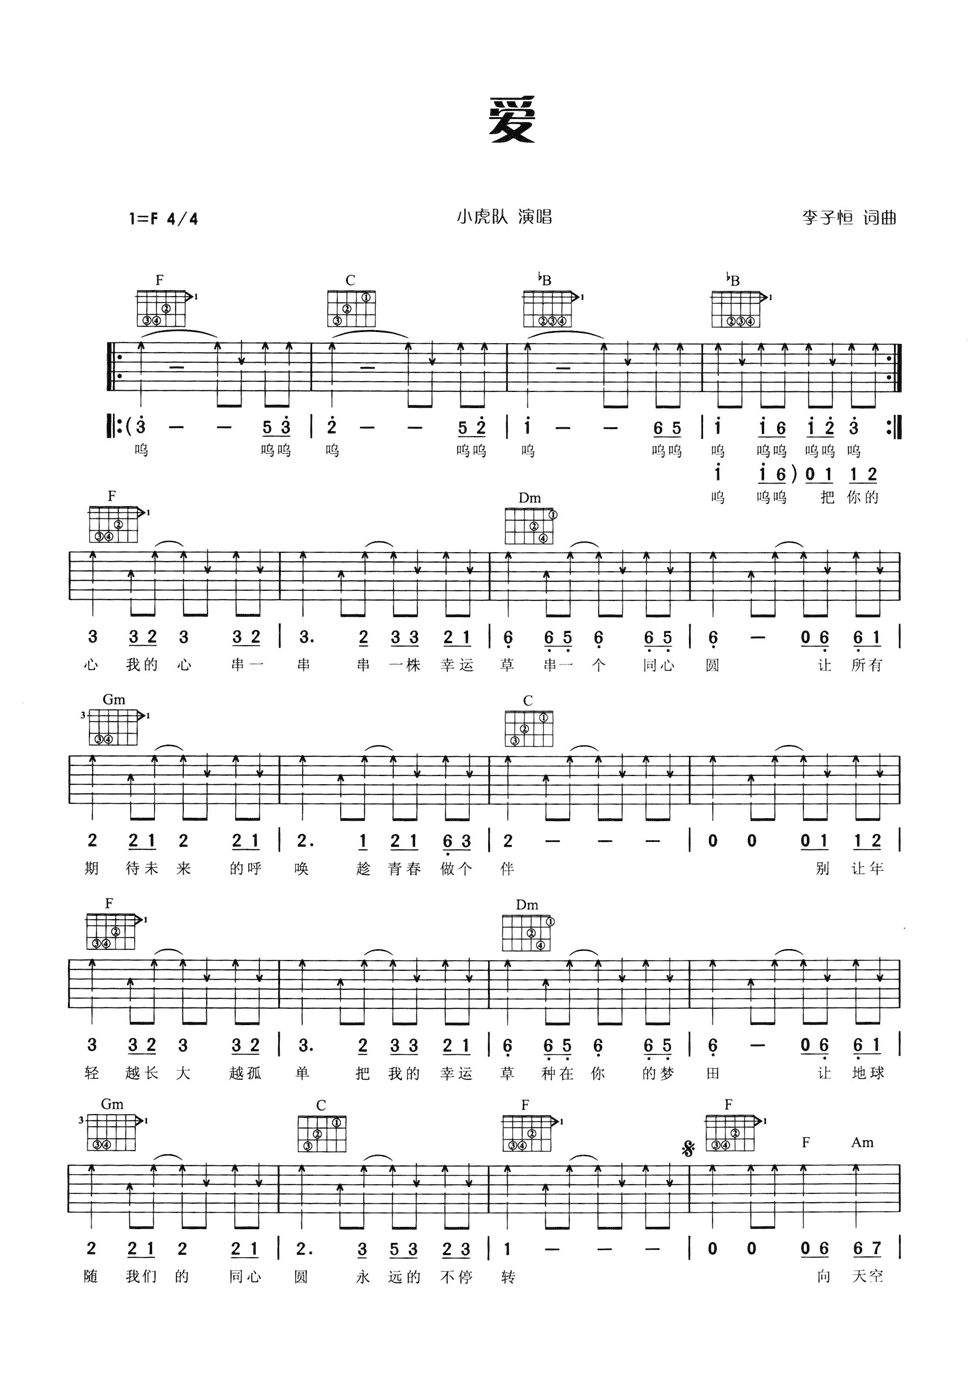 爱
1=F 4/4 小虎队 演唱 李子恒 词曲
F C ♭B ♭B
‖:(3̇ - - 5 3̇ | 2̇ - - 5 2̇ | 1̇ - - 6 5 | 1̇ 1̇ 6 1̇ 2̇ 3̇ :‖
呜 呜呜 呜 呜呜 呜 呜呜 呜 呜呜 呜呜 呜
1̇ 1̇ 6) 0 1 1 2
呜 呜呜 把 你的
F Dm
3 3 2 3 3 2 | 3. 2 3 3 2 1 | 6̣ 6̣ 5̣ 6̣ 6̣ 5̣ | 6̣ - 0 6̣ 6̣ 1 |
心 我的 心 串一 串 串 一株 幸运 草 串一 个 同心 圆 让 所有
Gm C
2 2 1 2 2 1 | 2. 1 2 1 6̣ 3 | 2 - - - | 0 0 0 1 1 2 |
期 待未 来 的呼 唤 趁 青春 做个 伴 别 让年
F Dm
3 3 2 3 3 2 | 3. 2 3 3 2 1 | 6̣ 6̣ 5̣ 6̣ 6̣ 5̣ | 6̣ - 0 6̣ 6̣ 1 |
轻 越长 大 越孤 单 把 我的 幸运 草 种在 你 的梦 田 让 地球
Gm C F F F Am
2 2 1 2 2 1 | 2. 3 5 3 2 3 | 1 - - - | 0 0 0 6 6 7 |
随 我们 的 同心 圆 永 远的 不停 转 向 天空